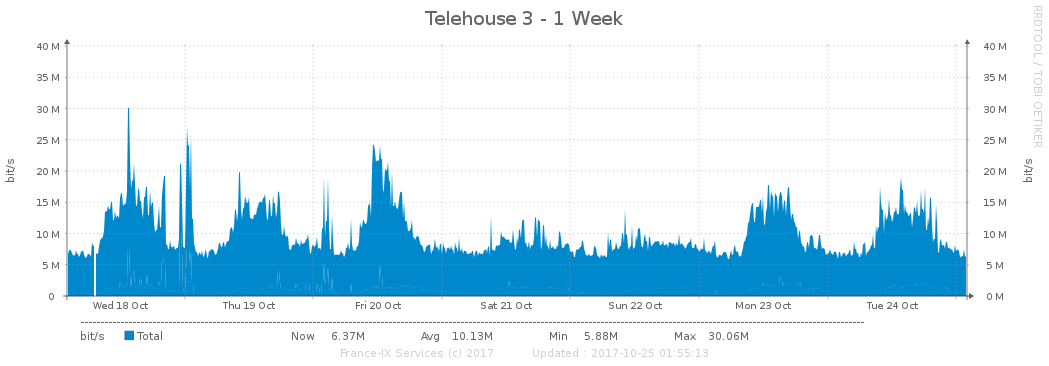 Telehouse 3 - 1 Week
RRDTOOL / TOBI OETIKER
40 M 40 M
35 M 35 M
30 M 30 M
25 M 25 M
20 M 20 M
15 M 15 M
10 M 10 M
5 M 5 M
0 0 M
bit/s bit/s
Wed 18 Oct Thu 19 Oct Fri 20 Oct Sat 21 Oct Sun 22 Oct Mon 23 Oct Tue 24 Oct
bit/s Total Now 6.37M Avg 10.13M Min 5.88M Max 30.06M
France-IX Services (c) 2017 Updated : 2017-10-25 01:55:13